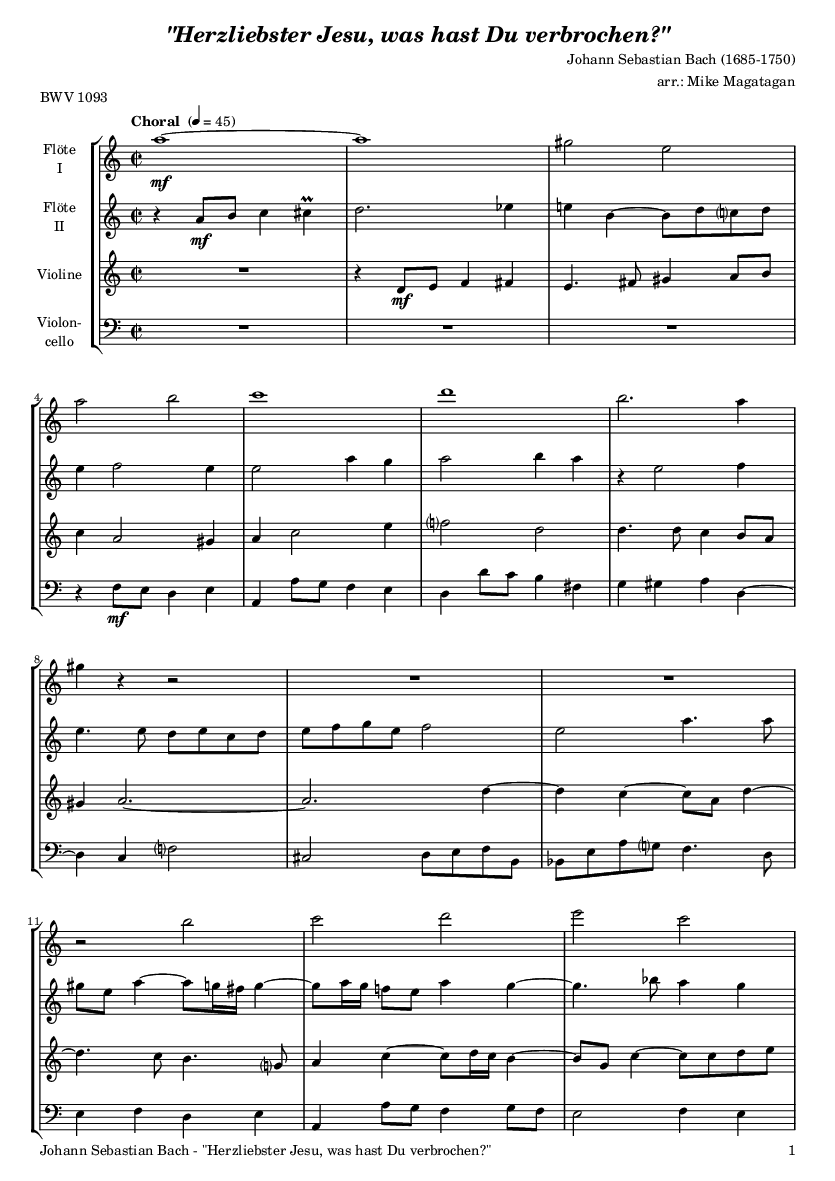 "Herzliebster Jesu, was hast Du verbrochen?"
Johann Sebastian Bach (1685-1750)
arr.: Mike Magatagan
BWV 1093
Choral (♩ = 45)
Flöte
I
mf
Flöte
II
mf
Violine
mf
Violon-
cello
4
mf
8
11
Johann Sebastian Bach - "Herzliebster Jesu, was hast Du verbrochen?" 1